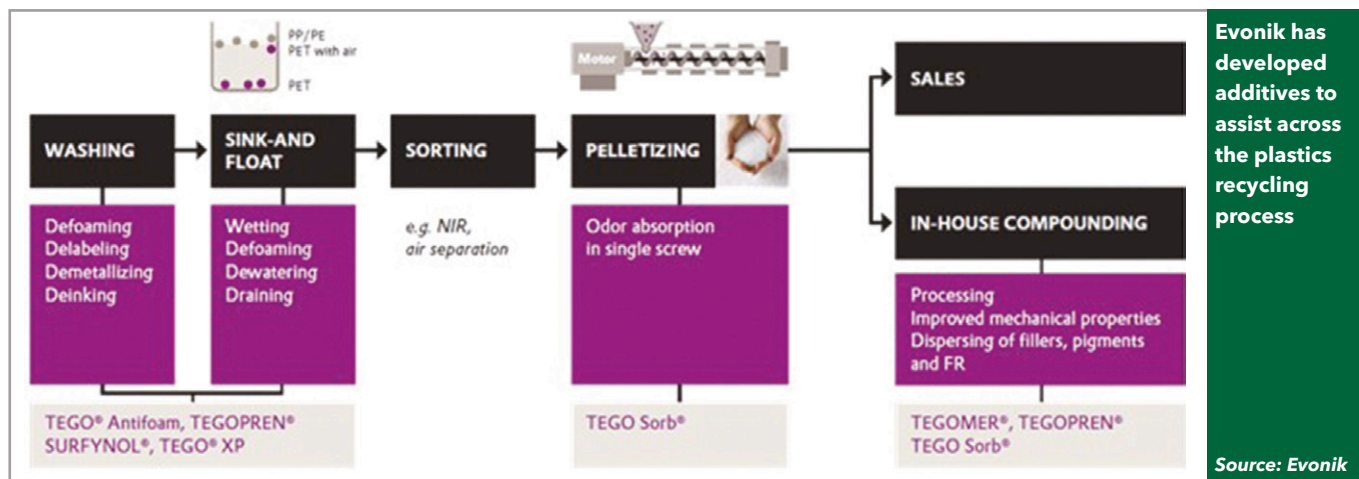 PP/PE
PET with air
PET
Motor
WASHING
SINK-AND
FLOAT
SORTING
PELLETIZING
SALES
IN-HOUSE COMPOUNDING
Defoaming
Delabeling
Demetallizing
Deinking
Wetting
Defoaming
Dewatering
Draining
e.g. NIR,
air separation
Odor absorption
in single screw
Processing
Improved mechanical properties
Dispersing of fillers, pigments
and FR
TEGO® Antifoam, TEGOPREN®
SURFYNOL®, TEGO® XP
TEGO Sorb®
TEGOMER®, TEGOPREN®
TEGO Sorb®
Evonik has
developed
additives to
assist across
the plastics
recycling
process
Source: Evonik